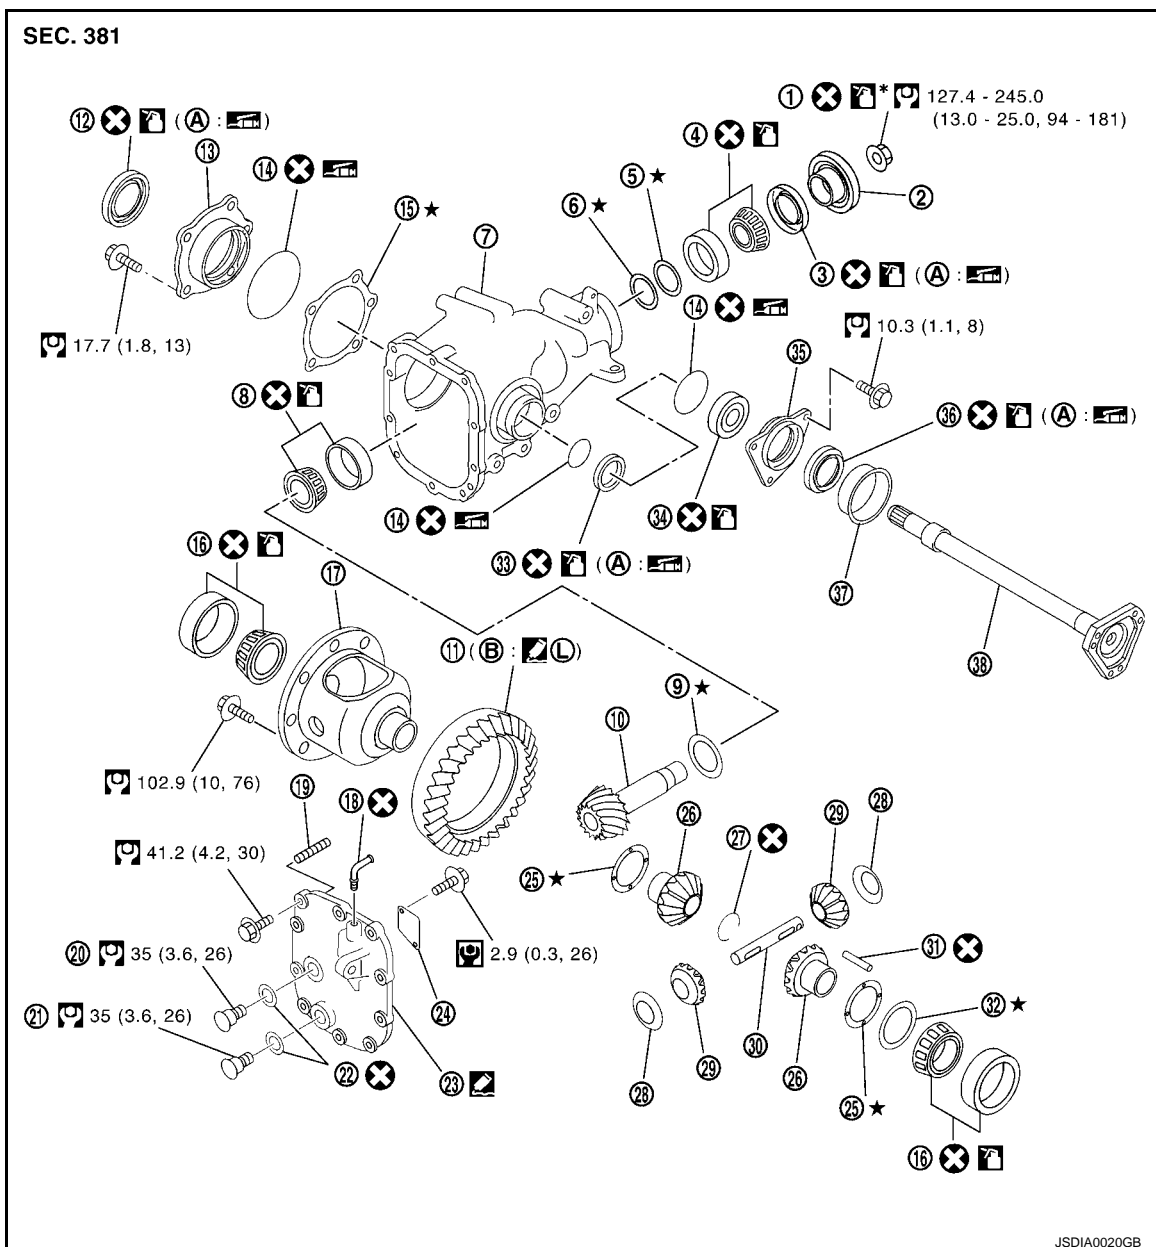 SEC. 381
1 * 127.4 - 245.0
(13.0 - 25.0, 94 - 181)
12 (A : )
4
13
14
5 ★
2
15 ★
6 ★
7
3 (A : )
14
10.3 (1.1, 8)
17.7 (1.8, 13)
35
8
36 (A : )
14
34
16
33 (A : )
17
37
11 (B : L)
38
9 ★
10
102.9 (10, 76)
19
18
26
29
28
27
41.2 (4.2, 30)
25 ★
31
20 35 (3.6, 26)
2.9 (0.3, 26)
32 ★
24
21 35 (3.6, 26)
30
29
26
22
23
28
25 ★
16
JSDIA0020GB